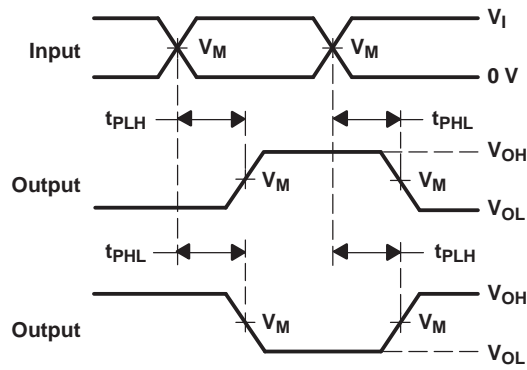 V_I
Input V_M V_M
0 V
t_PLH t_PHL
V_OH
Output V_M V_M
V_OL
t_PHL t_PLH
V_OH
Output V_M V_M
V_OL